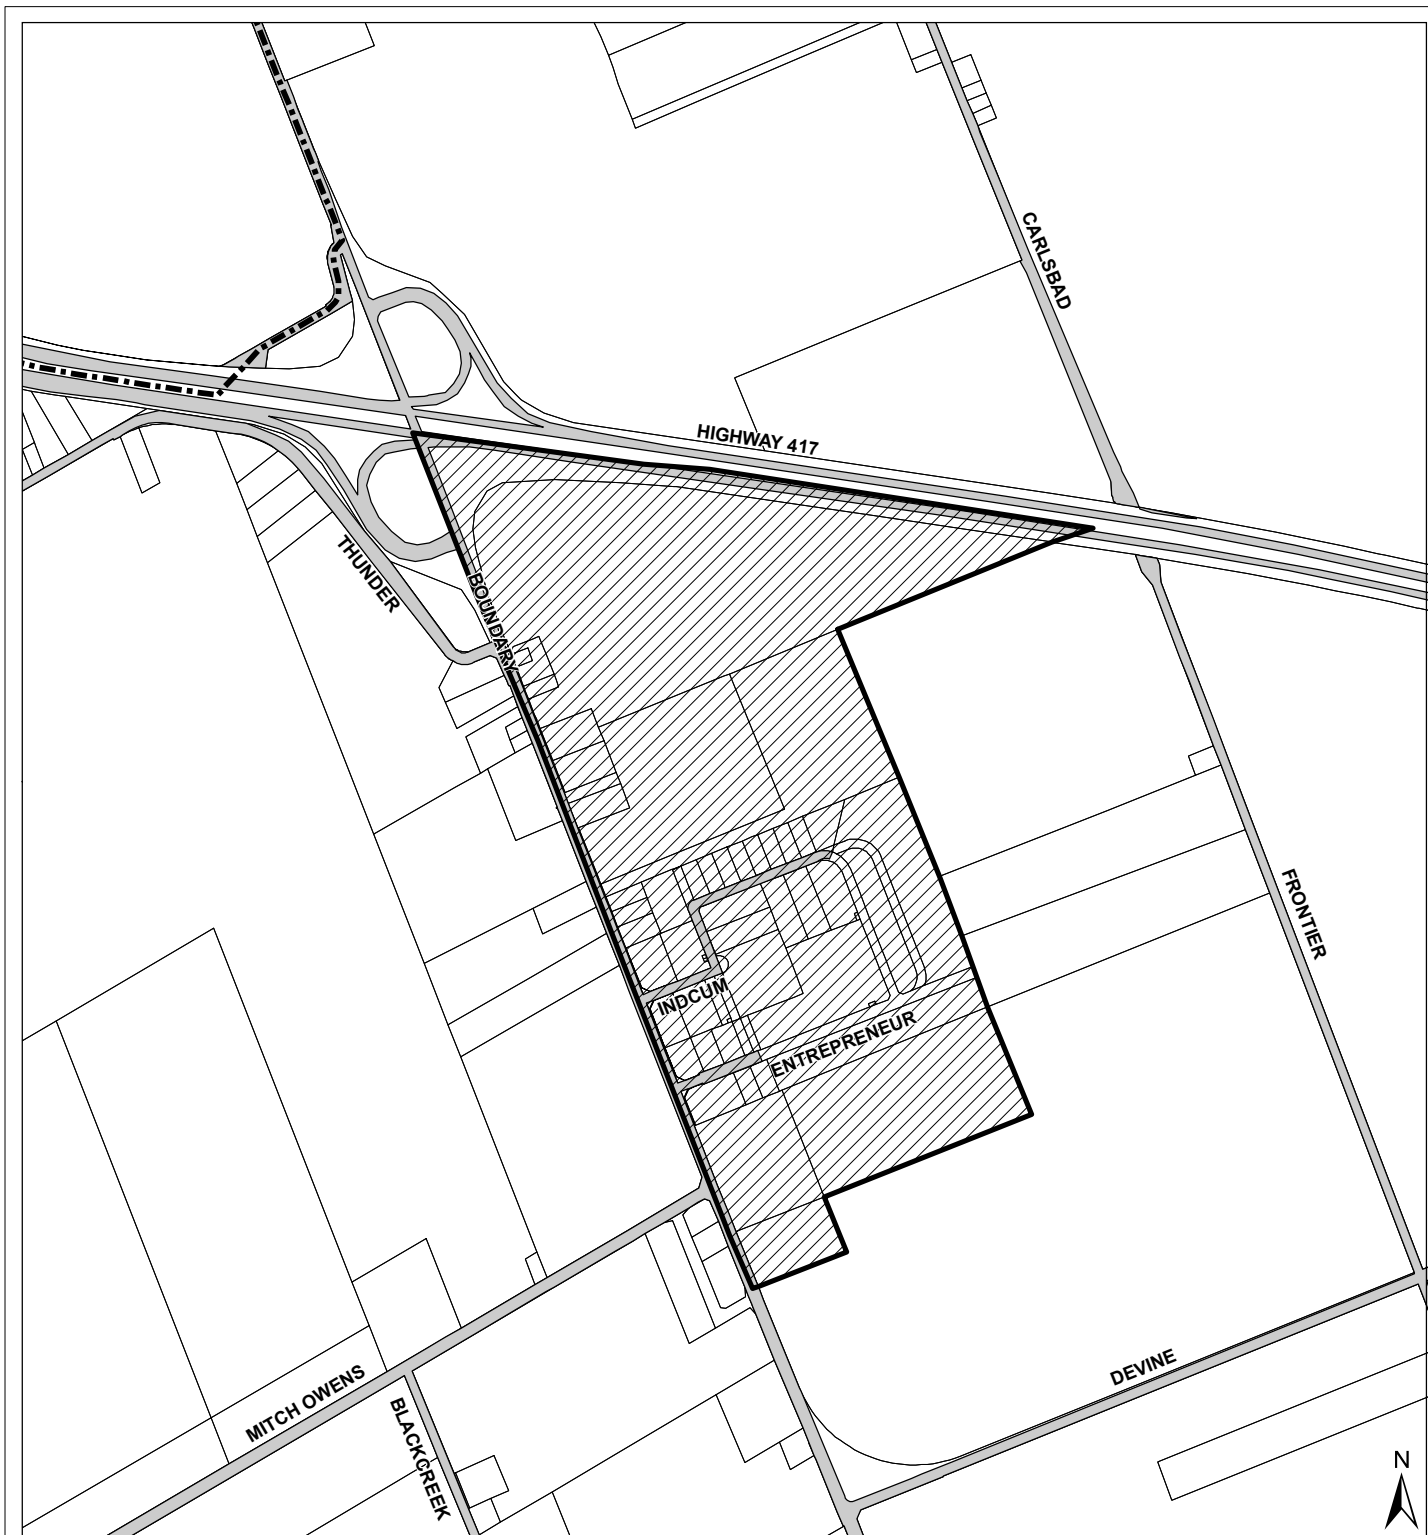 CARLSBAD
HIGHWAY 417
THUNDER
BOUNDARY
FRONTIER
INDCUM
ENTREPRENEUR
DEVINE
MITCH OWENS
BLACKCREEK
N